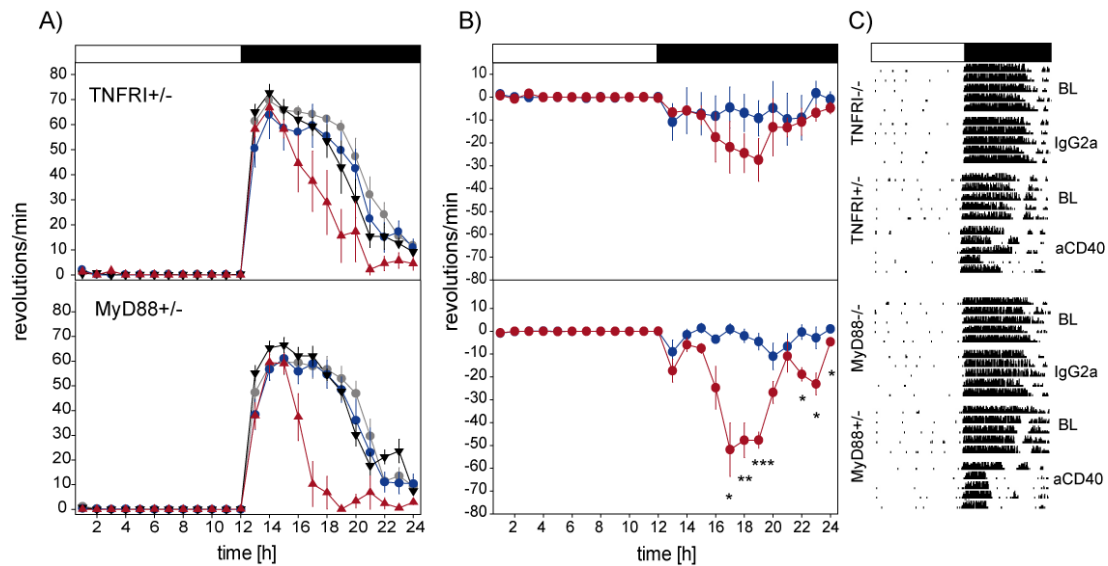 A)
B)
C)
TNFRI+/-
80
70
60
50
40
30
20
10
0
MyD88+/-
80
70
60
50
40
30
20
10
0
revolutions/min
2 4 6 8 10 12 14 16 18 20 22 24
time [h]
10
0
-10
-20
-30
-40
-50
-60
-70
-80
10
0
-10
-20
-30
-40
-50
-60
-70
-80
revolutions/min
*
**
***
*
*
*
2 4 6 8 10 12 14 16 18 20 22 24
time [h]
TNFRI-/-
BL
IgG2a
TNFRI+/-
BL
aCD40
MyD88-/-
BL
IgG2a
MyD88+/-
BL
aCD40